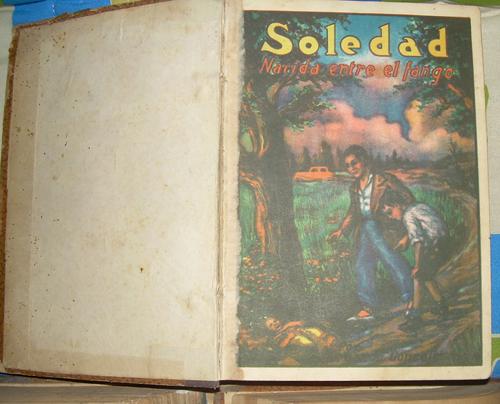 Soledad
Nacida entre el fango